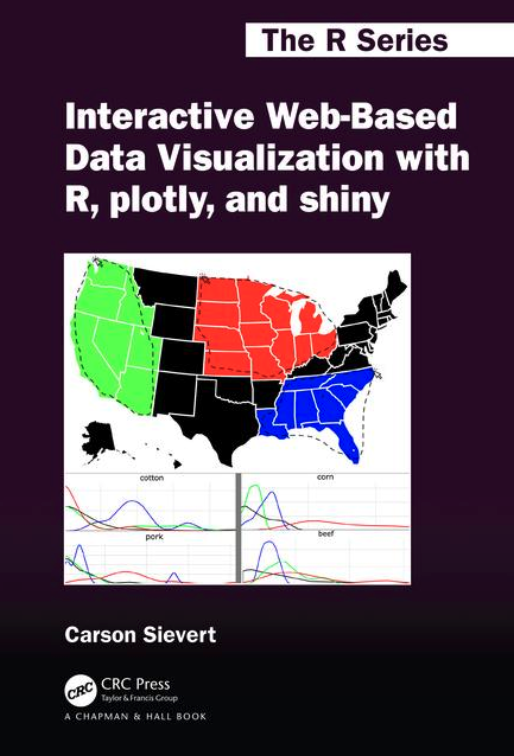 The R Series
Interactive Web-Based
Data Visualization with
R, plotly, and shiny
cotton
corn
pork
beef
Carson Sievert
CRC
CRC Press
Taylor & Francis Group
A CHAPMAN & HALL BOOK